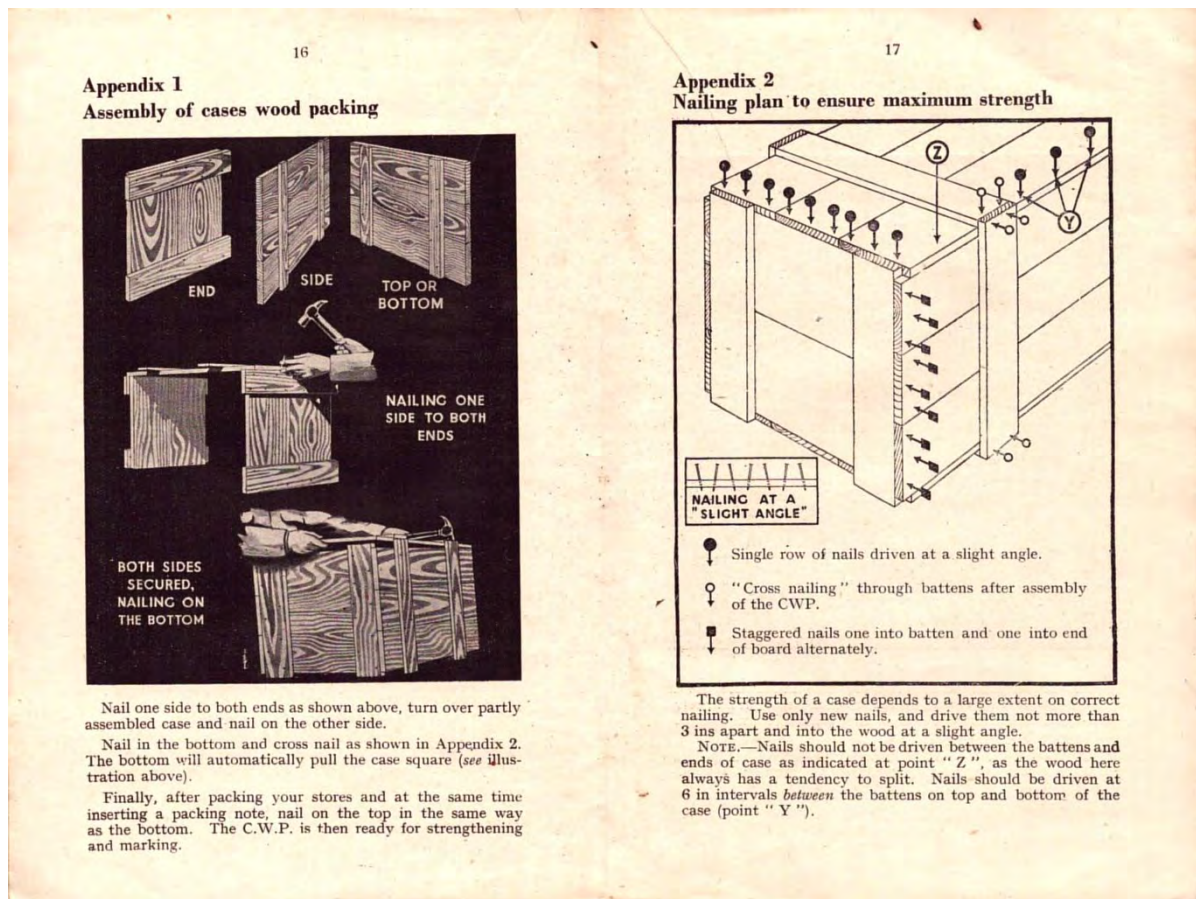 16
Appendix 1
Assembly of cases wood packing
END
SIDE
TOP OR
BOTTOM
NAILING ONE
SIDE TO BOTH
ENDS
BOTH SIDES
SECURED,
NAILING ON
THE BOTTOM
Nail one side to both ends as shown above, turn over partly
assembled case and nail on the other side.
Nail in the bottom and cross nail as shown in Appendix 2.
The bottom will automatically pull the case square (see illus-
tration above).
Finally, after packing your stores and at the same time
inserting a packing note, nail on the top in the same way
as the bottom. The C.W.P. is then ready for strengthening
and marking.
17
Appendix 2
Nailing plan to ensure maximum strength
Z
Y
NAILING AT A
"SLIGHT ANGLE"
Single row of nails driven at a slight angle.
"Cross nailing" through battens after assembly
of the CWP.
Staggered nails one into batten and one into end
of board alternately.
The strength of a case depends to a large extent on correct
nailing. Use only new nails, and drive them not more than
3 ins apart and into the wood at a slight angle.
NOTE.—Nails should not be driven between the battens and
ends of case as indicated at point "Z", as the wood here
always has a tendency to split. Nails should be driven at
6 in intervals between the battens on top and bottom of the
case (point "Y").